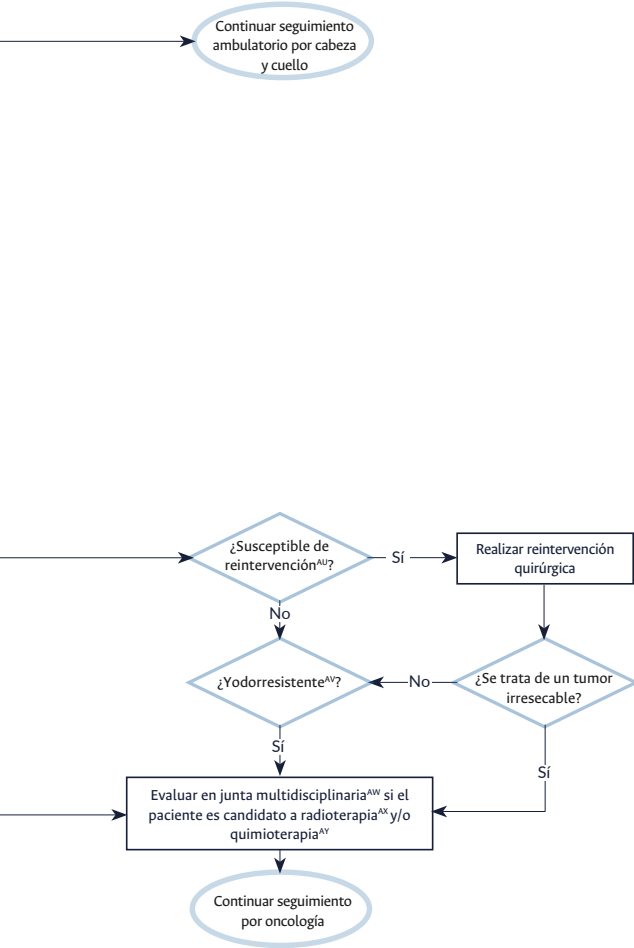 Continuar seguimiento
ambulatorio por cabeza
y cuello
¿Susceptible de
reintervenciónᴬᵁ?
Sí
Realizar reintervención
quirúrgica
No
¿Yodorresistenteᴬⱽ?
No
¿Se trata de un tumor
irresecable?
Sí
Sí
Evaluar en junta multidisciplinariaᴬᵂ si el
paciente es candidato a radioterapiaᴬˣ y/o
quimioterapiaᴬʸ
Continuar seguimiento
por oncología